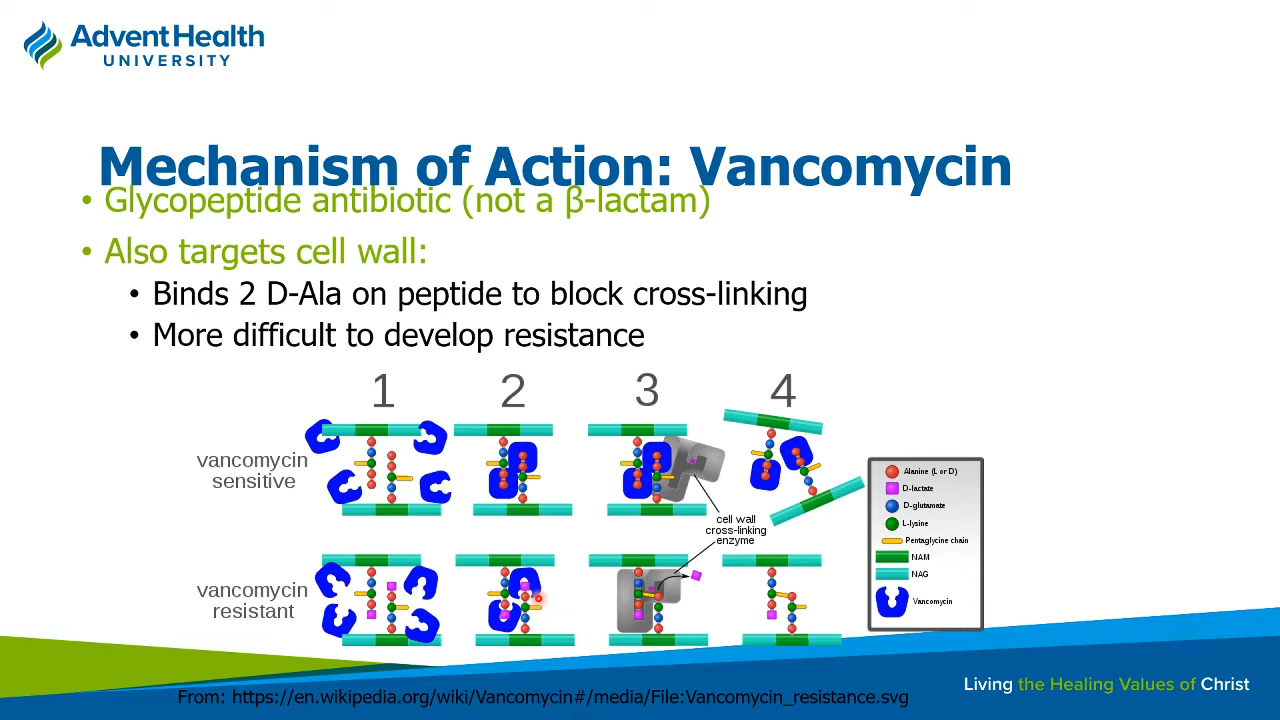 AdventHealth
UNIVERSITY
Mechanism of Action: Vancomycin
• Glycopeptide antibiotic (not a β-lactam)
• Also targets cell wall:
• Binds 2 D-Ala on peptide to block cross-linking
• More difficult to develop resistance
1 2 3 4
vancomycin
sensitive
cell wall
cross-linking
enzyme
vancomycin
resistant
Alanine (L or D)
D-lactate
D-glutamate
L-lysine
Pentaglycine chain
NAM
NAG
Vancomycin
Living the Healing Values of Christ
From: https://en.wikipedia.org/wiki/Vancomycin#/media/File:Vancomycin_resistance.svg